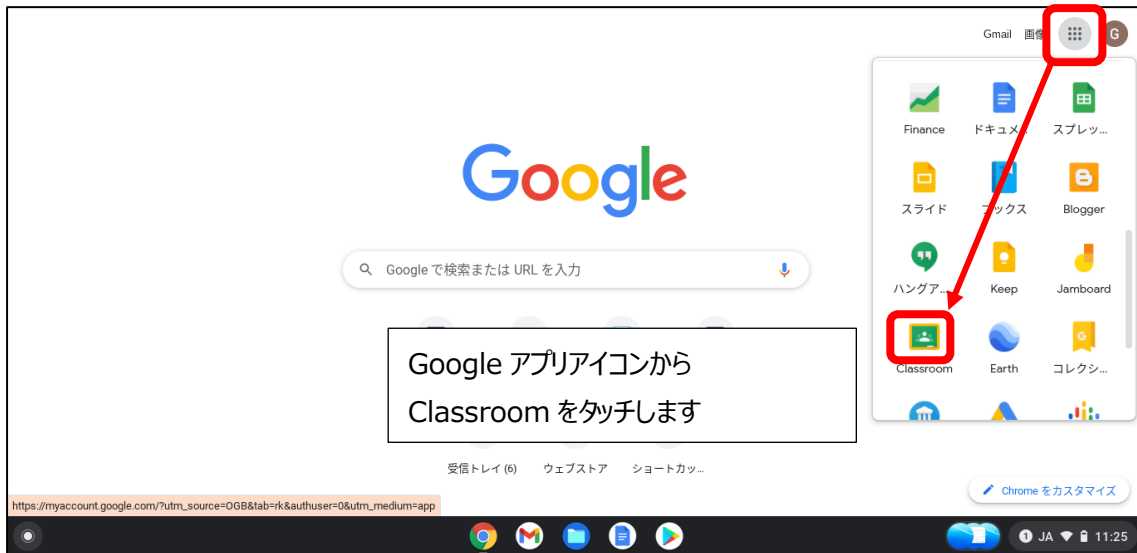 Gmail 画像
G
Finance ドキュメ... スプレッ...
スライド ブックス Blogger
ハングア... Keep Jamboard
Classroom Earth コレクシ...
Google
Google で検索または URL を入力
Google アプリアイコンから
Classroom をタッチします
受信トレイ (6) ウェブストア ショートカッ...
Chrome をカスタマイズ
https://myaccount.google.com/?utm_source=OGB&tab=rk&authuser=0&utm_medium=app
1 JA 11:25